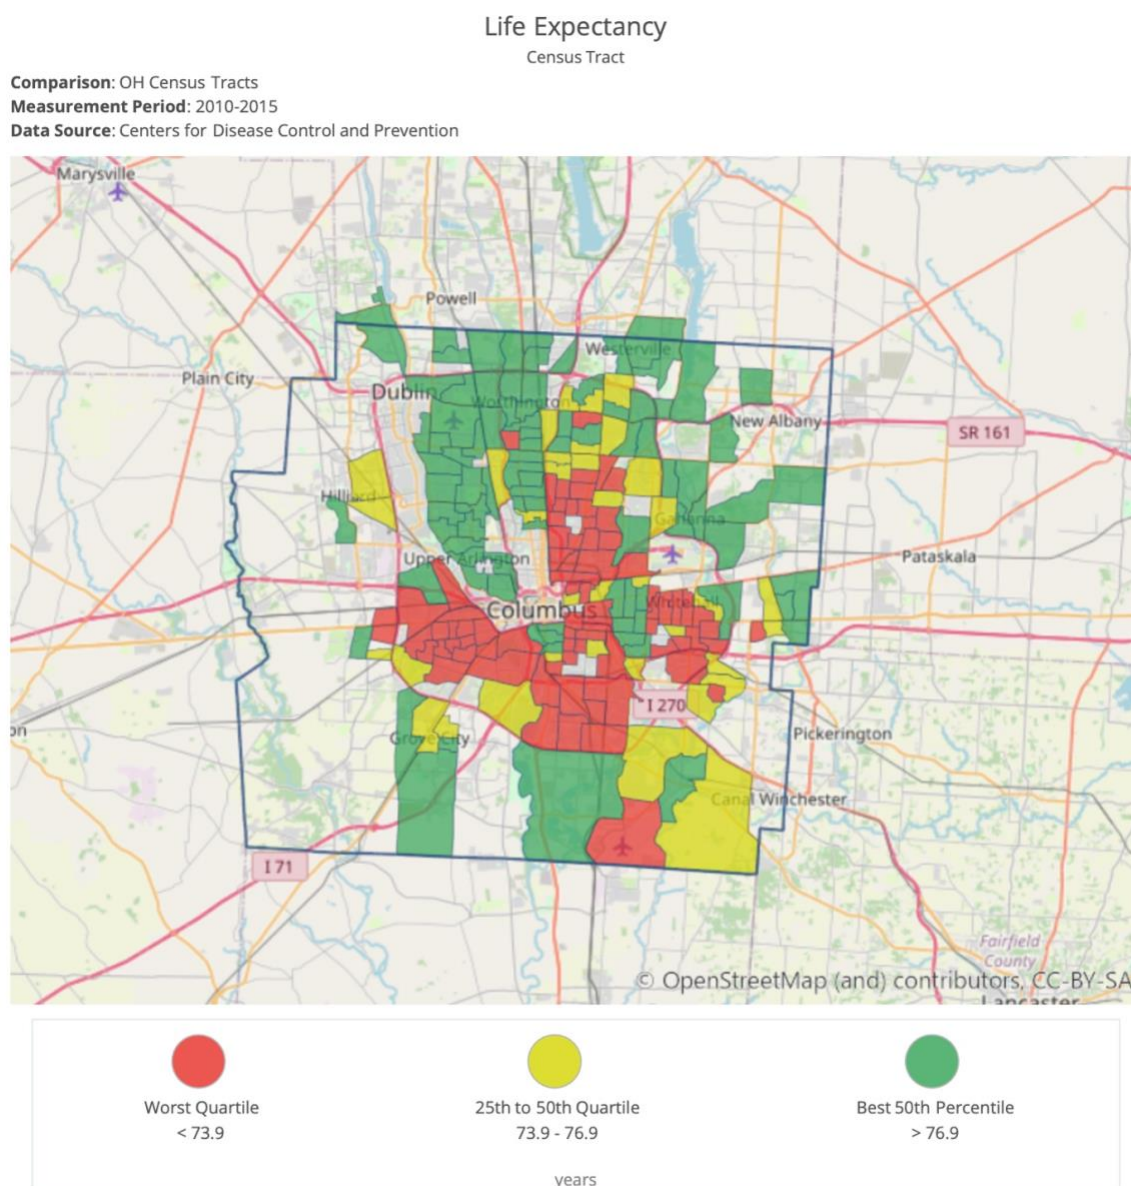 Life Expectancy
Census Tract
Comparison: OH Census Tracts
Measurement Period: 2010-2015
Data Source: Centers for Disease Control and Prevention
Marysville
Powell
Westerville
Plain City
Dublin
Worthington
New Albany
SR 161
Hilliard
Gahanna
Upper Arlington
Pataskala
Columbus
Whitehall
I 270
on
Grove City
Pickerington
Canal Winchester
I 71
Fairfield
County
© OpenStreetMap (and) contributors, CC-BY-SA
Lancaster
Worst Quartile
25th to 50th Quartile
Best 50th Percentile
< 73.9
73.9 - 76.9
> 76.9
years